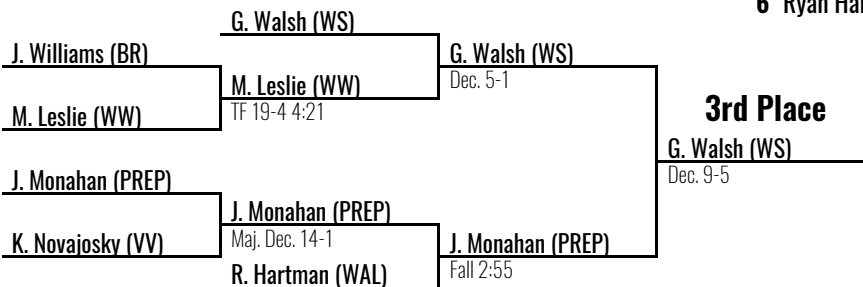 6 Ryan
G. Walsh (WS)
J. Williams (BR)
G. Walsh (WS)
M. Leslie (WW)
Dec. 5-1
M. Leslie (WW)
TF 19-4 4:21
3rd Place
G. Walsh (WS)
Dec. 9-5
J. Monahan (PREP)
J. Monahan (PREP)
K. Novajosky (VV)
Maj. Dec. 14-1
J. Monahan (PREP)
R. Hartman (WAL)
Fall 2:55